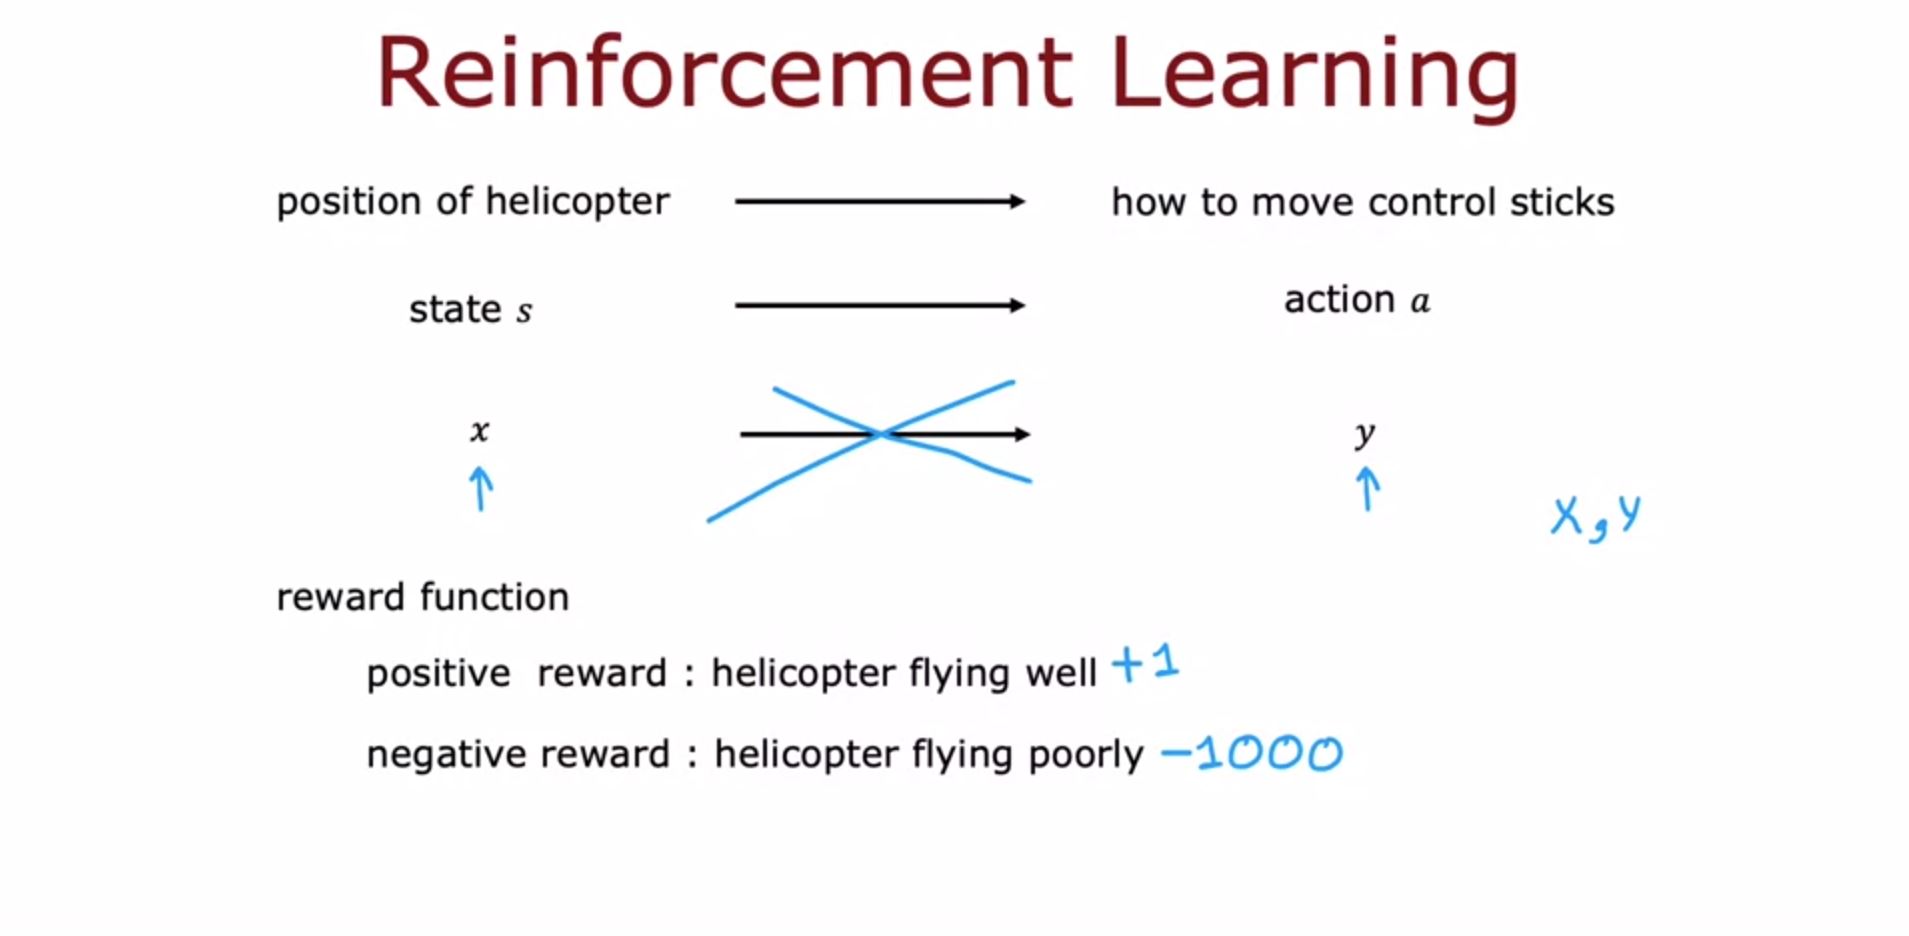 Reinforcement Learning
position of helicopter how to move control sticks
state s action a
x y
x, y
reward function
positive reward : helicopter flying well +1
negative reward : helicopter flying poorly -1000